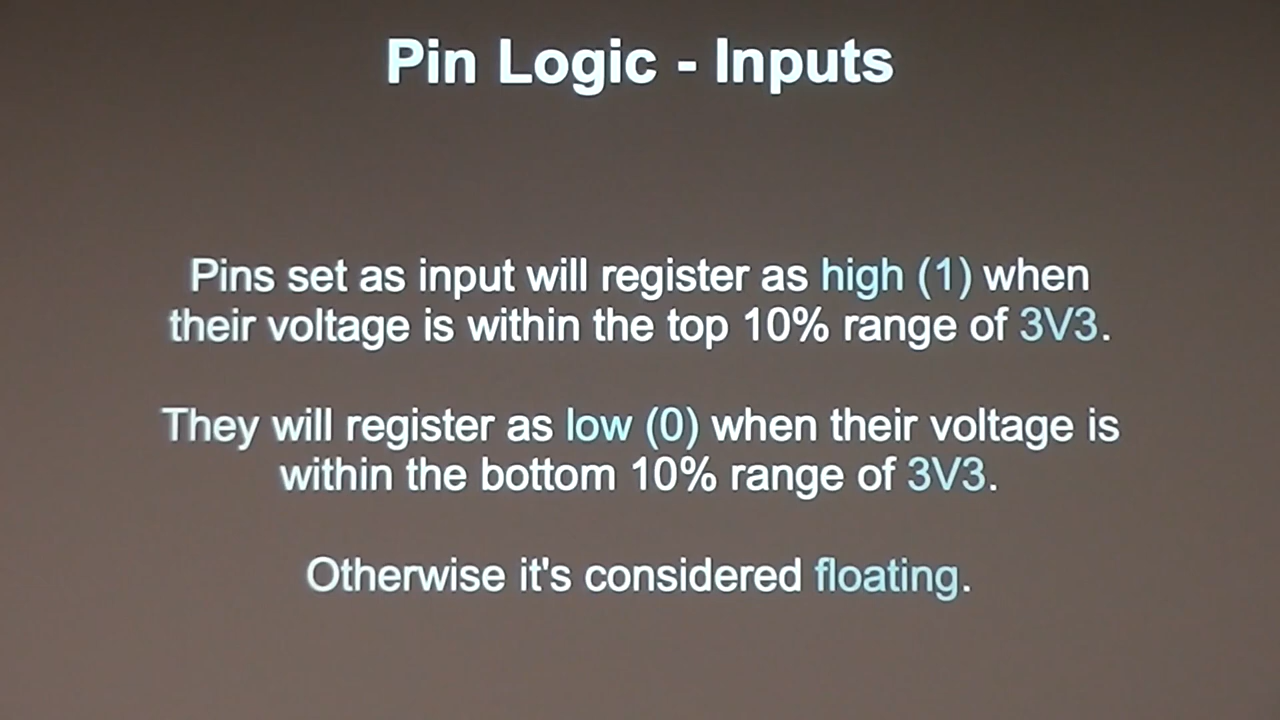 Pin Logic - Inputs
Pins set as input will register as high (1) when
their voltage is within the top 10% range of 3V3.
They will register as low (0) when their voltage is
within the bottom 10% range of 3V3.
Otherwise it's considered floating.